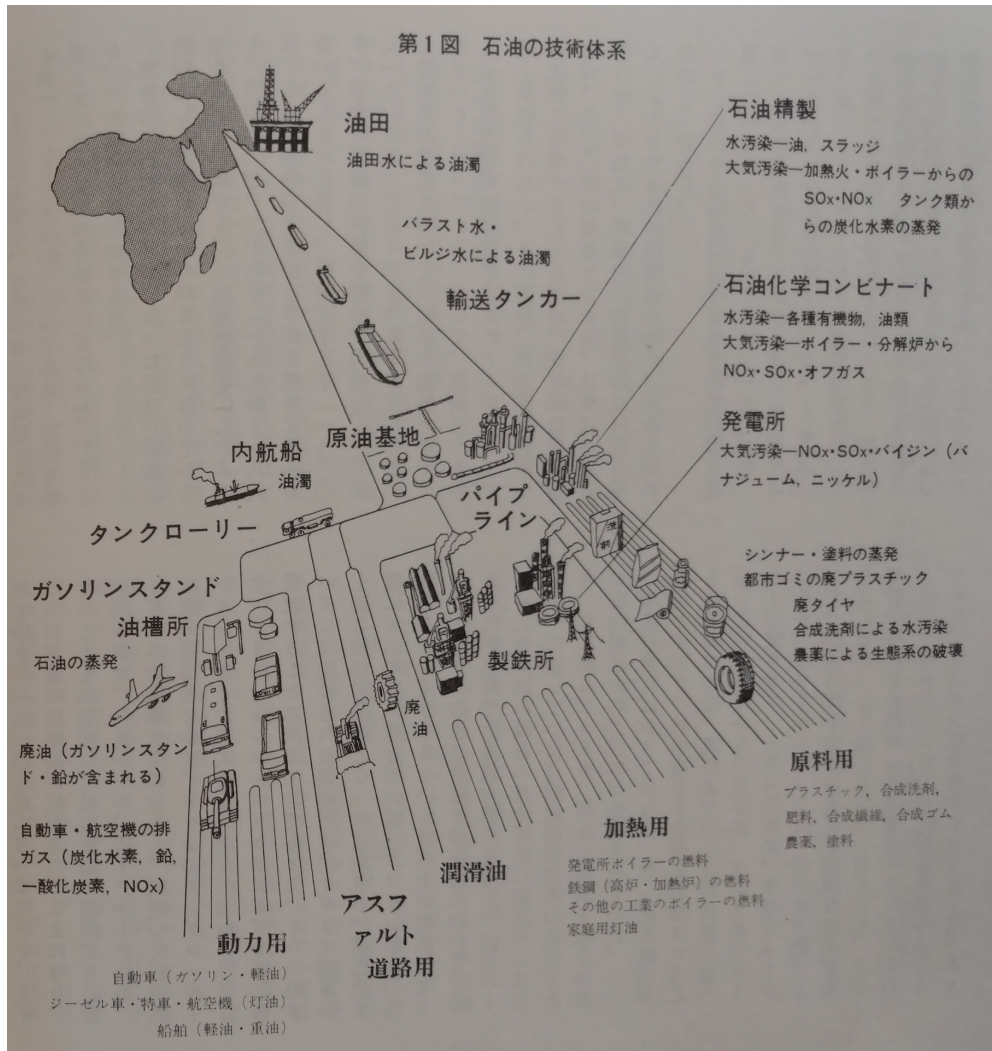 第1図 石油の技術体系
油田
油田水による油濁
バラスト水・
ビルジ水による油濁
輸送タンカー
石油精製
水汚染—油, スラッジ
大気汚染—加熱火・ボイラーからの
SOx・NOx タンク類か
らの炭化水素の蒸発
石油化学コンビナート
水汚染—各種有機物, 油類
大気汚染—ボイラー・分解炉から
NOx・SOx・オフガス
発電所
大気汚染—NOx・SOx・バイジン(バ
ナジューム, ニッケル)
原油基地
内航船
油濁
タンクローリー
パイプ
ライン
ガソリンスタンド
油槽所
石油の蒸発
製鉄所
廃
油
洗
剤
シンナー・塗料の蒸発
都市ゴミの廃プラスチック
廃タイヤ
合成洗剤による水汚染
農薬による生態系の破壊
廃油(ガソリンスタン
ド・鉛が含まれる)
自動車・航空機の排
ガス(炭化水素, 鉛,
一酸化炭素, NOx)
動力用
自動車(ガソリン・軽油)
ジーゼル車・特車・航空機(灯油)
船舶(軽油・重油)
アスフ
ァルト
道路用
潤滑油
加熱用
発電所ボイラーの燃料
鉄鋼(高炉・加熱炉)の燃料
その他の工業のボイラーの燃料
家庭用灯油
原料用
プラスチック, 合成洗剤,
肥料, 合成繊維, 合成ゴム
農薬, 塗料